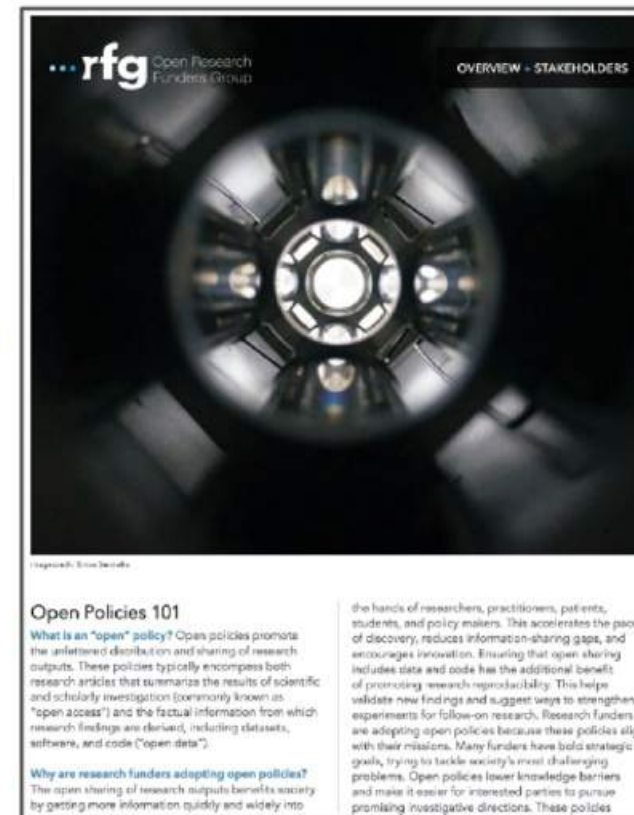 rfg Open Research
Funders Group
OVERVIEW + STAKEHOLDERS
Open Policies 101
What is an "open" policy? Open policies promote
the unfettered distribution and sharing of research
outputs. These policies typically encompass both
research articles that summarize the results of scientific
and scholarly investigation (commonly known as
"open access") and the factual information from which
research findings are derived, including datasets,
software, and code ("open data").
Why are research funders adopting open policies?
The open sharing of research outputs benefits society
by getting more information quickly and widely into
the hands of researchers, practitioners, patients,
students, and policy makers. This accelerates the pace
of discovery, reduces information-sharing gaps, and
encourages innovation. Ensuring that open sharing
includes data and code has the additional benefit
of promoting research reproducibility. This helps
validate new findings and suggest ways to strengthen
experiments for follow-on research. Research funders
are adopting open policies because these policies alig
with their missions. Many funders have bold strategic
goals, trying to tackle society's most challenging
problems. Open policies lower knowledge barriers
and make it easier for interested parties to pursue
promising investigative directions. These policies